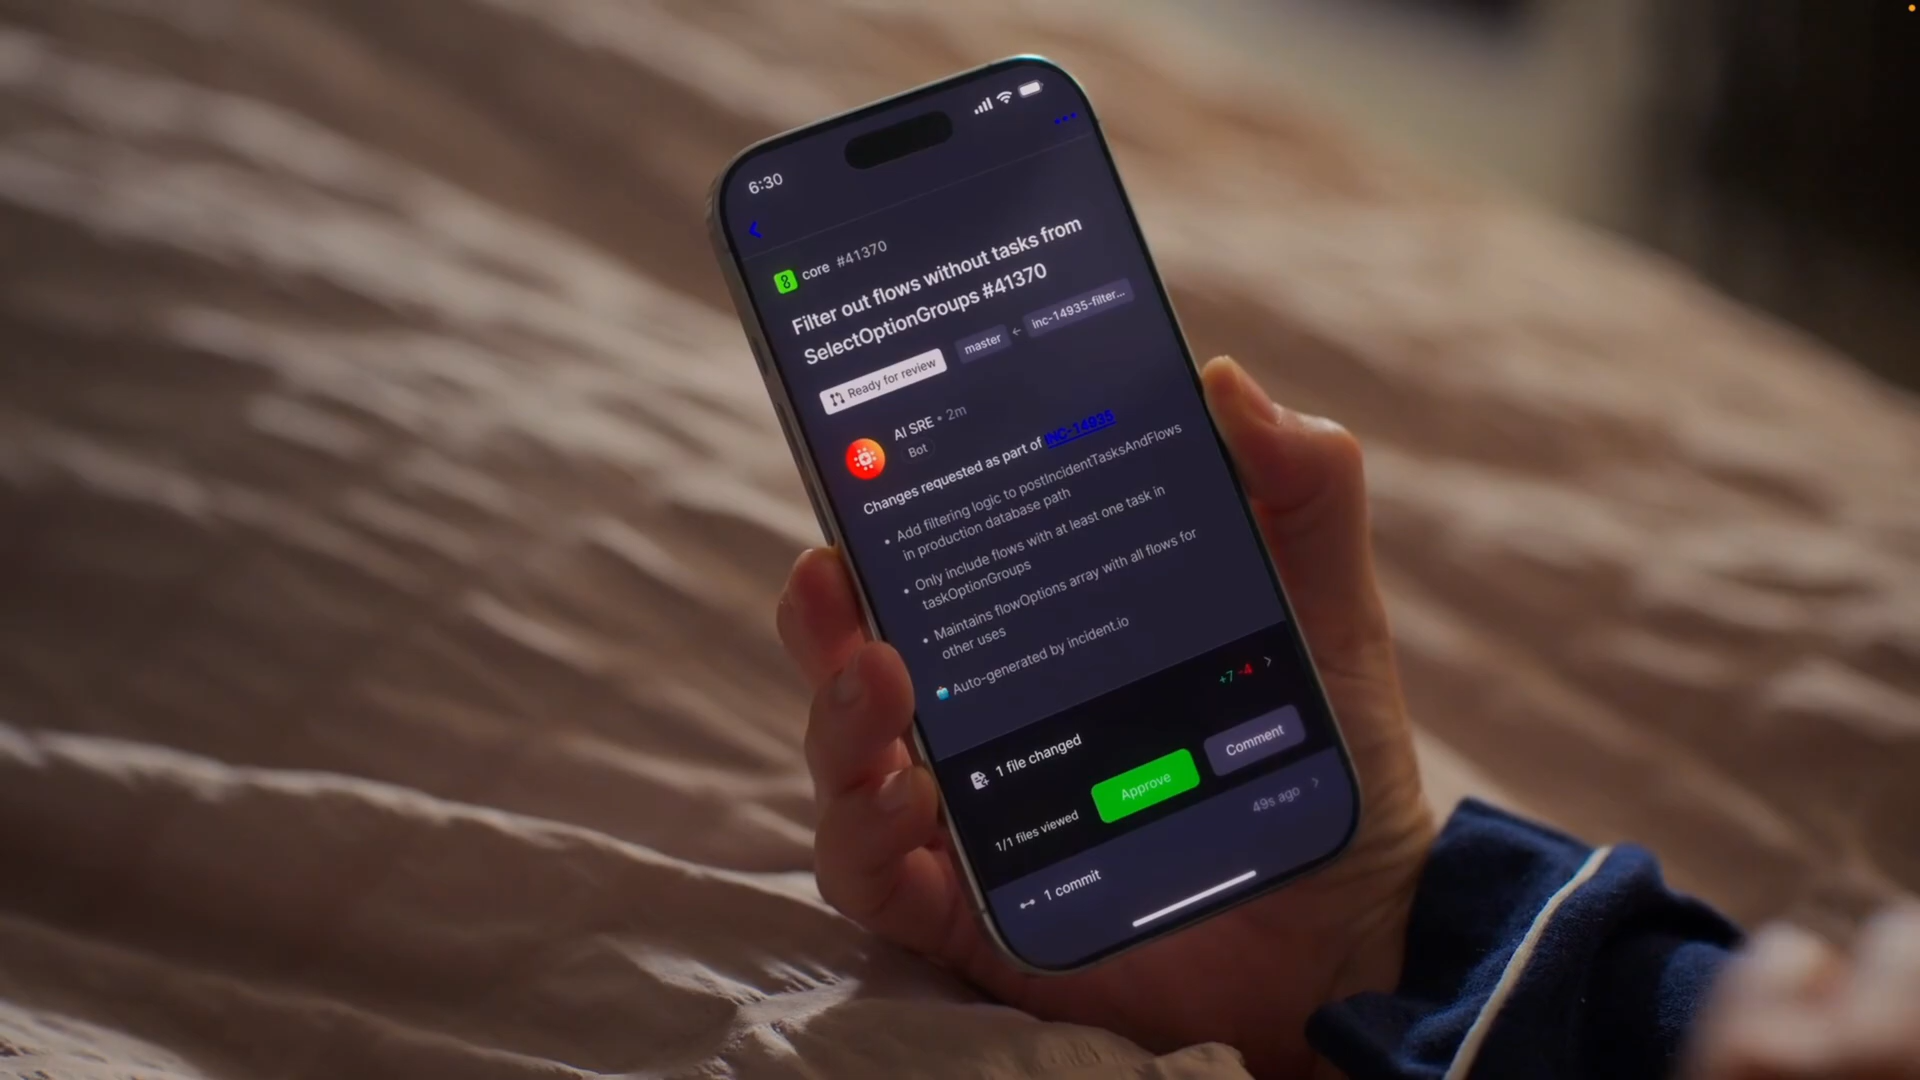 6:30
core #41370
Filter out flows without tasks from
SelectOptionGroups #41370
Ready for review master ← inc-14935-filter...
AI SRE • 2m
Bot
Changes requested as part of INC-14935
• Add filtering logic to postIncidentTasksAndFlows
in production database path
• Only include flows with at least one task in
taskOptionGroups
• Maintains flowOptions array with all flows for
other uses
Auto-generated by incident.io
1 file changed +7 -4
1/1 files viewed Approve Comment
1 commit 49s ago